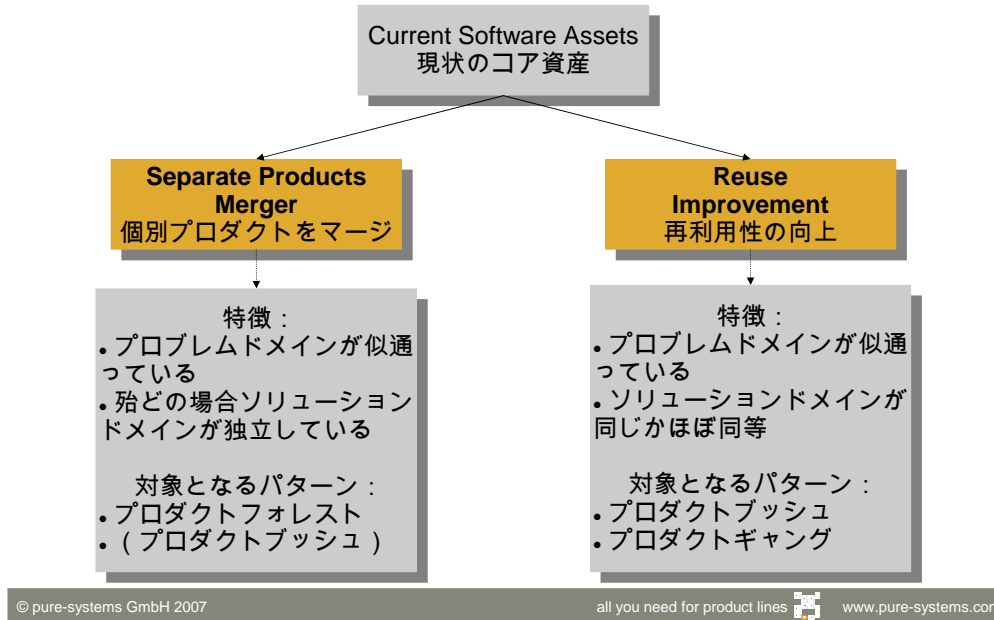 Current Software Assets
現状のコア資産
Separate Products
Merger
個別プロダクトをマージ
Reuse
Improvement
再利用性の向上
特徴：
• プロブレムドメインが似通
っている
• 殆どの場合ソリューション
ドメインが独立している
対象となるパターン：
• プロダクトフォレスト
• （プロダクトブッシュ）
特徴：
• プロブレムドメインが似通
っている
• ソリューションドメインが
同じかほぼ同等
対象となるパターン：
• プロダクトブッシュ
• プロダクトギャング
© pure-systems GmbH 2007
all you need for product lines
www.pure-systems.com